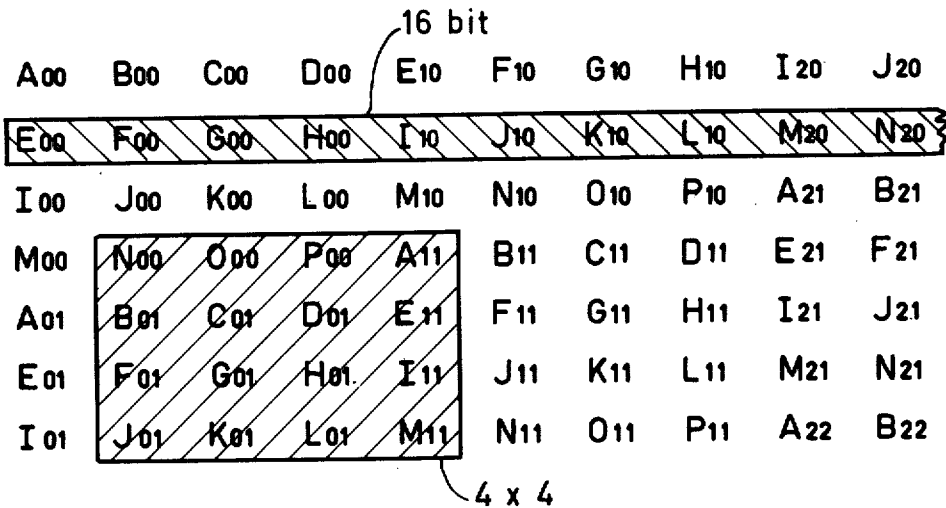 16 bit
A00 B00 C00 D00 E10 F10 G10 H10 I20 J20
E00 F00 G00 H00 I10 J10 K10 L10 M20 N20
I00 J00 K00 L00 M10 N10 O10 P10 A21 B21
M00 N00 O00 P00 A11 B11 C11 D11 E21 F21
A01 B01 C01 D01 E11 F11 G11 H11 I21 J21
E01 F01 G01 H01 I11 J11 K11 L11 M21 N21
I01 J01 K01 L01 M11 N11 O11 P11 A22 B22
4 x 4